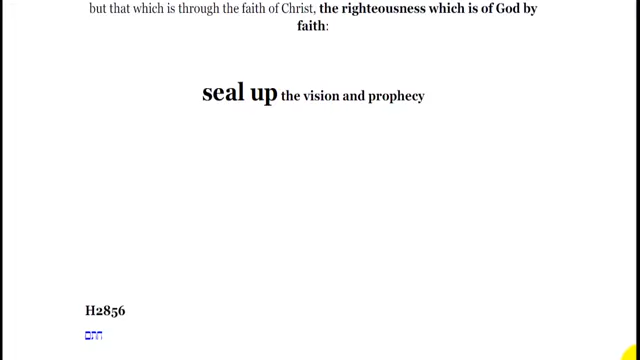 but that which is through the faith of Christ, the righteousness which is of God by
faith:
seal up the vision and prophecy
H2856
חתם